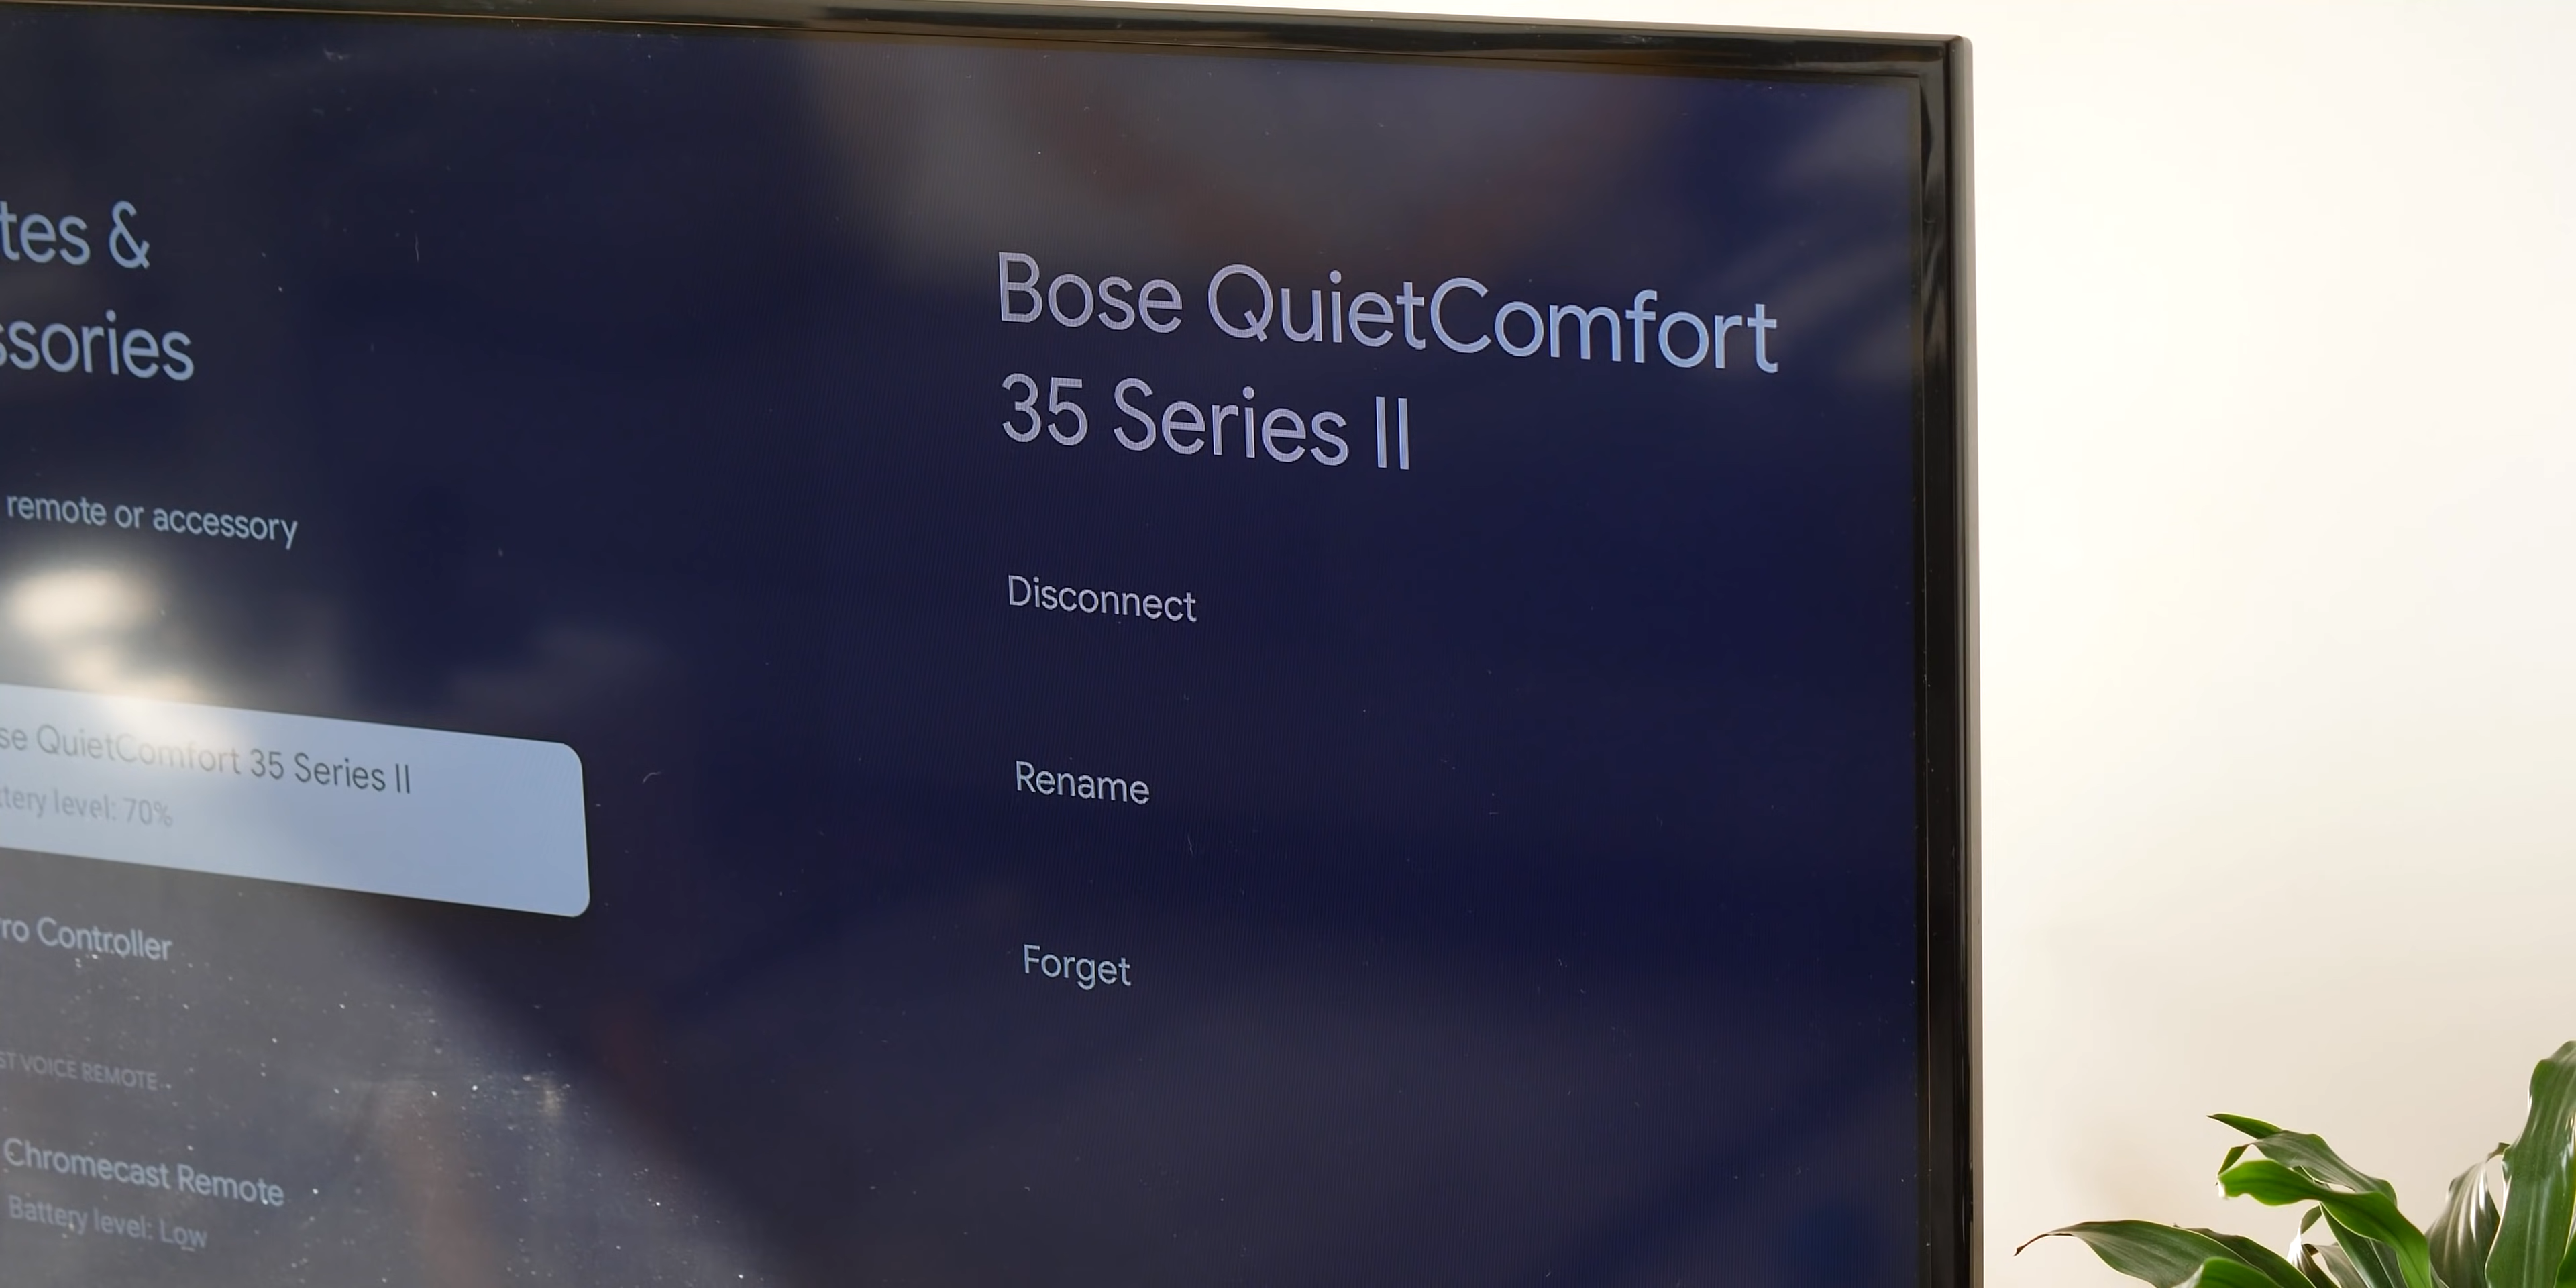 tes &
ssories
remote or accessory
se QuietComfort 35 Series II
ttery level: 70%
ro Controller
ST VOICE REMOTE
Chromecast Remote
Battery level: Low
Bose QuietComfort
35 Series II
Disconnect
Rename
Forget